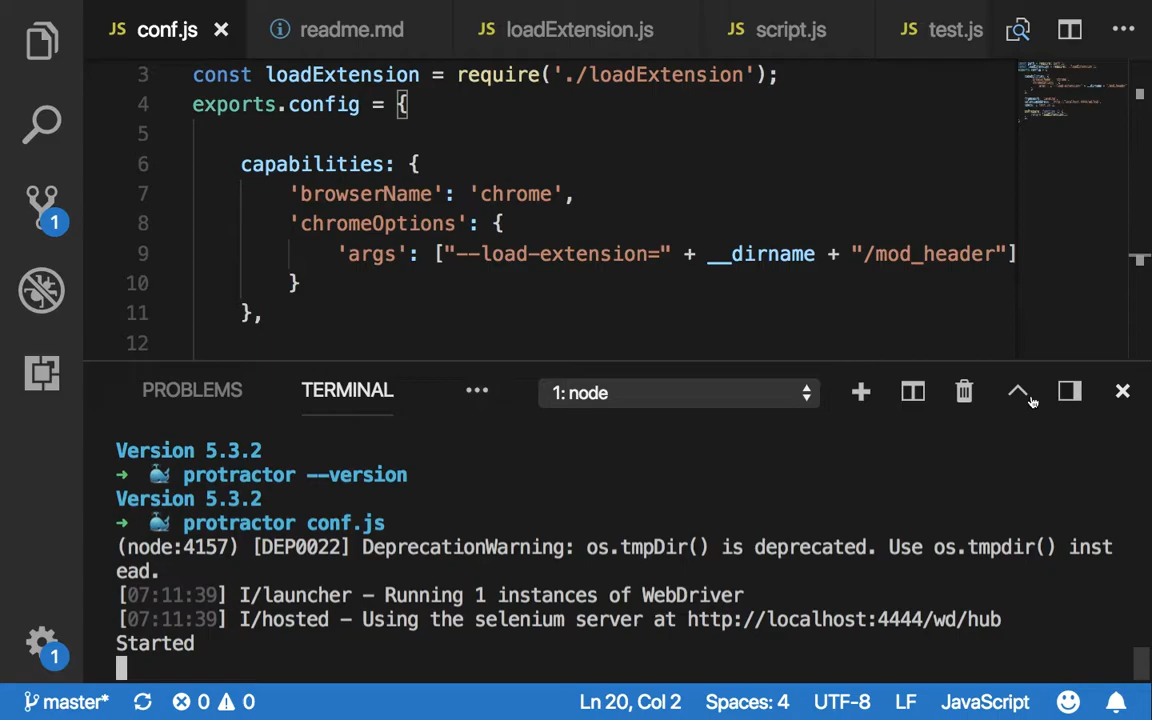 JS conf.js
readme.md
JS loadExtension.js
JS script.js
JS test.js
3 const loadExtension = require('./loadExtension');
4 exports.config = {
5
6 capabilities: {
7 'browserName': 'chrome',
8 'chromeOptions': {
9 'args': ["--load-extension=" + __dirname + "/mod_header"]
10 }
11 },
12
1
PROBLEMS TERMINAL 1: node
Version 5.3.2
➜ 🐳 protractor --version
Version 5.3.2
➜ 🐳 protractor conf.js
(node:4157) [DEP0022] DeprecationWarning: os.tmpDir() is deprecated. Use os.tmpdir() inst
ead.
[07:11:39] I/launcher – Running 1 instances of WebDriver
[07:11:39] I/hosted – Using the selenium server at http://localhost:4444/wd/hub
Started
1
master* 0 0 Ln 20, Col 2 Spaces: 4 UTF-8 LF JavaScript